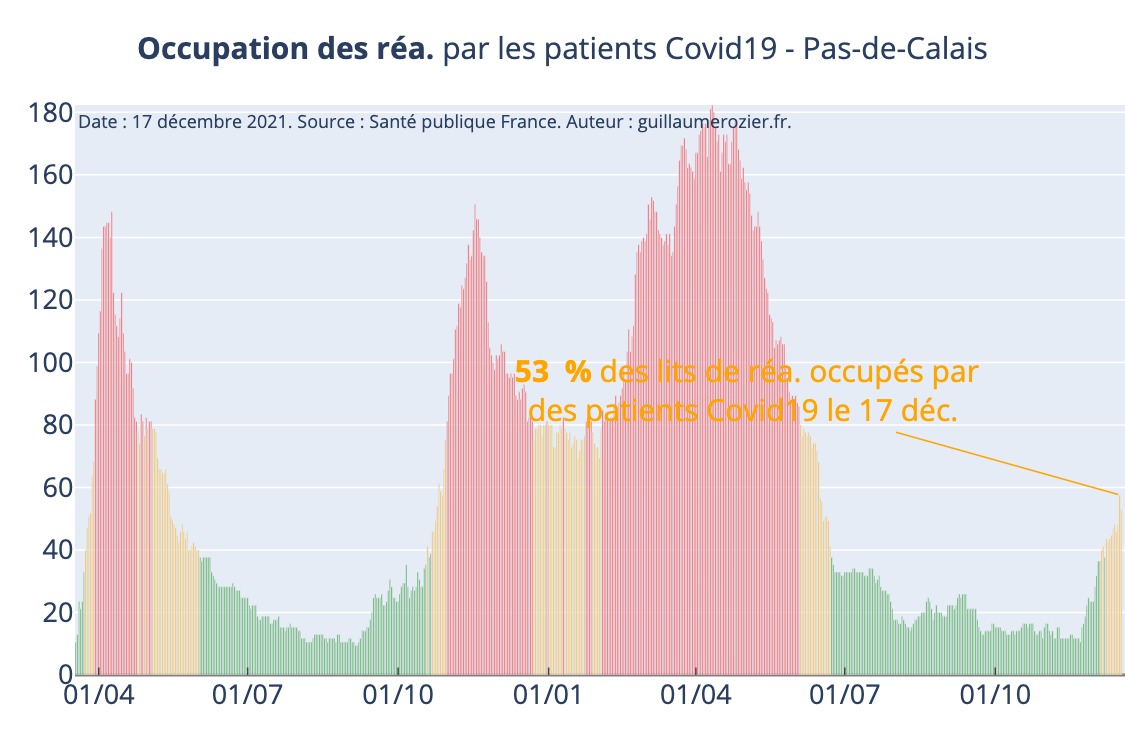 Occupation des réa. par les patients Covid19 - Pas-de-Calais
180
Date : 17 décembre 2021. Source : Santé publique France. Auteur : guillaumerozier.fr.
160
140
120
100
53 % des lits de réa. occupés par
des patients Covid19 le 17 déc.
80
60
40
20
0
01/04 01/07 01/10 01/01 01/04 01/07 01/10